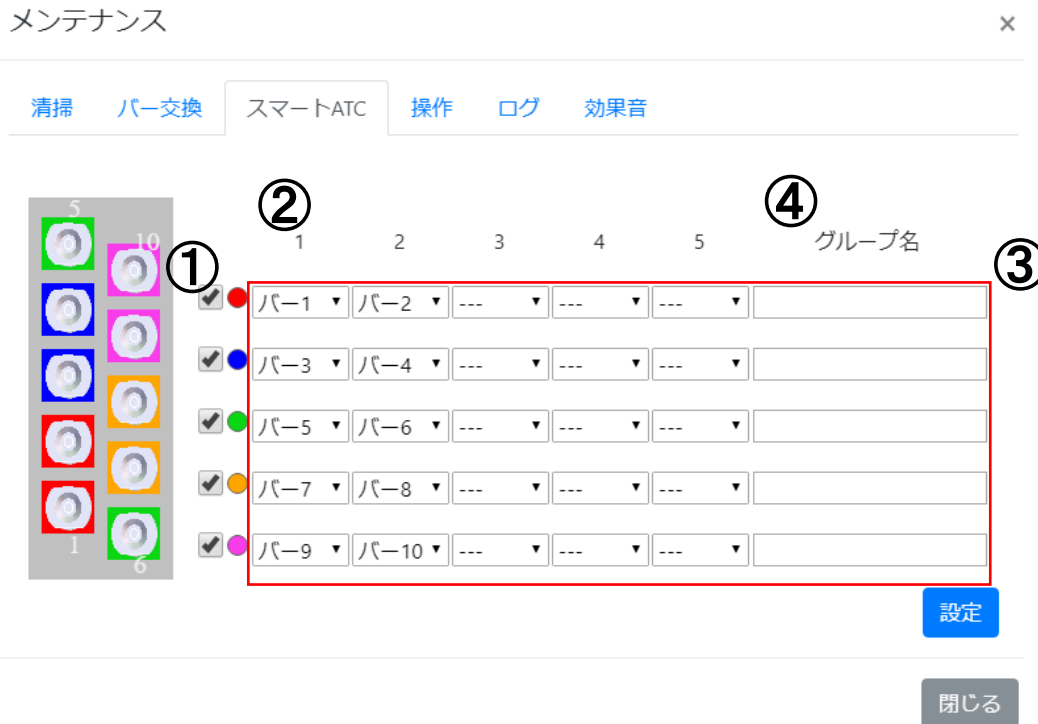 メンテナンス ×
清掃 バー交換 スマートATC 操作 ログ 効果音
② ④
5
10 ① 1 2 3 4 5 グループ名 ③
バー1 バー2 --- --- ---
バー3 バー4 --- --- ---
バー5 バー6 --- --- ---
バー7 バー8 --- --- ---
バー9 バー10 --- --- ---
1
6
設定
閉じる